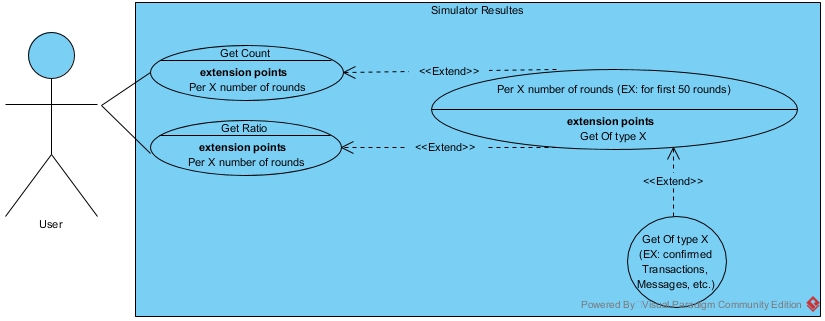 Simulator Resultes
Get Count
extension points
Per X number of rounds
<<Extend>>
Per X number of rounds (EX: for first 50 rounds)
extension points
Get Of type X
Get Ratio
extension points
Per X number of rounds
<<Extend>>
<<Extend>>
User
Get Of type X
(EX: confirmed
Transactions,
Messages, etc.)
Powered By Visual Paradigm Community Edition